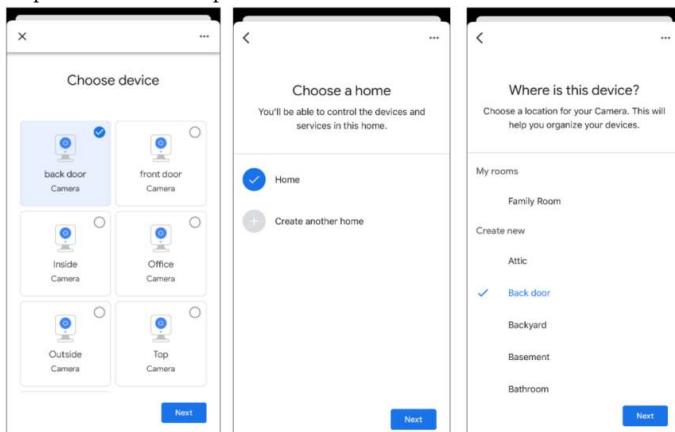 Choose device
back door
Camera
front door
Camera
Inside
Camera
Office
Camera
Outside
Camera
Top
Camera
Next
Choose a home
You'll be able to control the devices and
services in this home.
Home
Create another home
Next
Where is this device?
Choose a location for your Camera. This will
help you organize your devices.
My rooms
Family Room
Create new
Attic
Back door
Backyard
Basement
Bathroom
Next